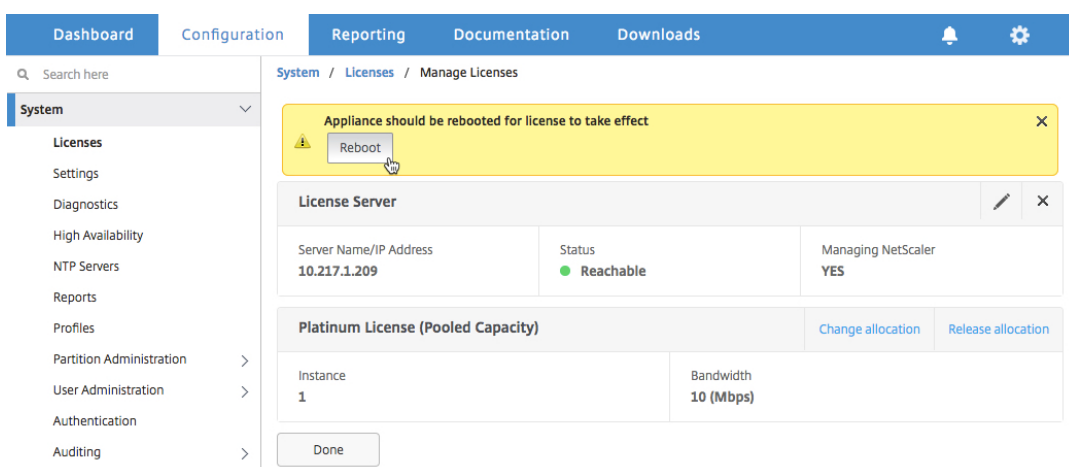 Dashboard Configuration Reporting Documentation Downloads
Search here
System
Licenses
Settings
Diagnostics
High Availability
NTP Servers
Reports
Profiles
Partition Administration
User Administration
Authentication
Auditing
System / Licenses / Manage Licenses
Appliance should be rebooted for license to take effect
Reboot
License Server
Server Name/IP Address
10.217.1.209
Status
Reachable
Managing NetScaler
YES
Platinum License (Pooled Capacity)
Change allocation
Release allocation
Instance
1
Bandwidth
10 (Mbps)
Done